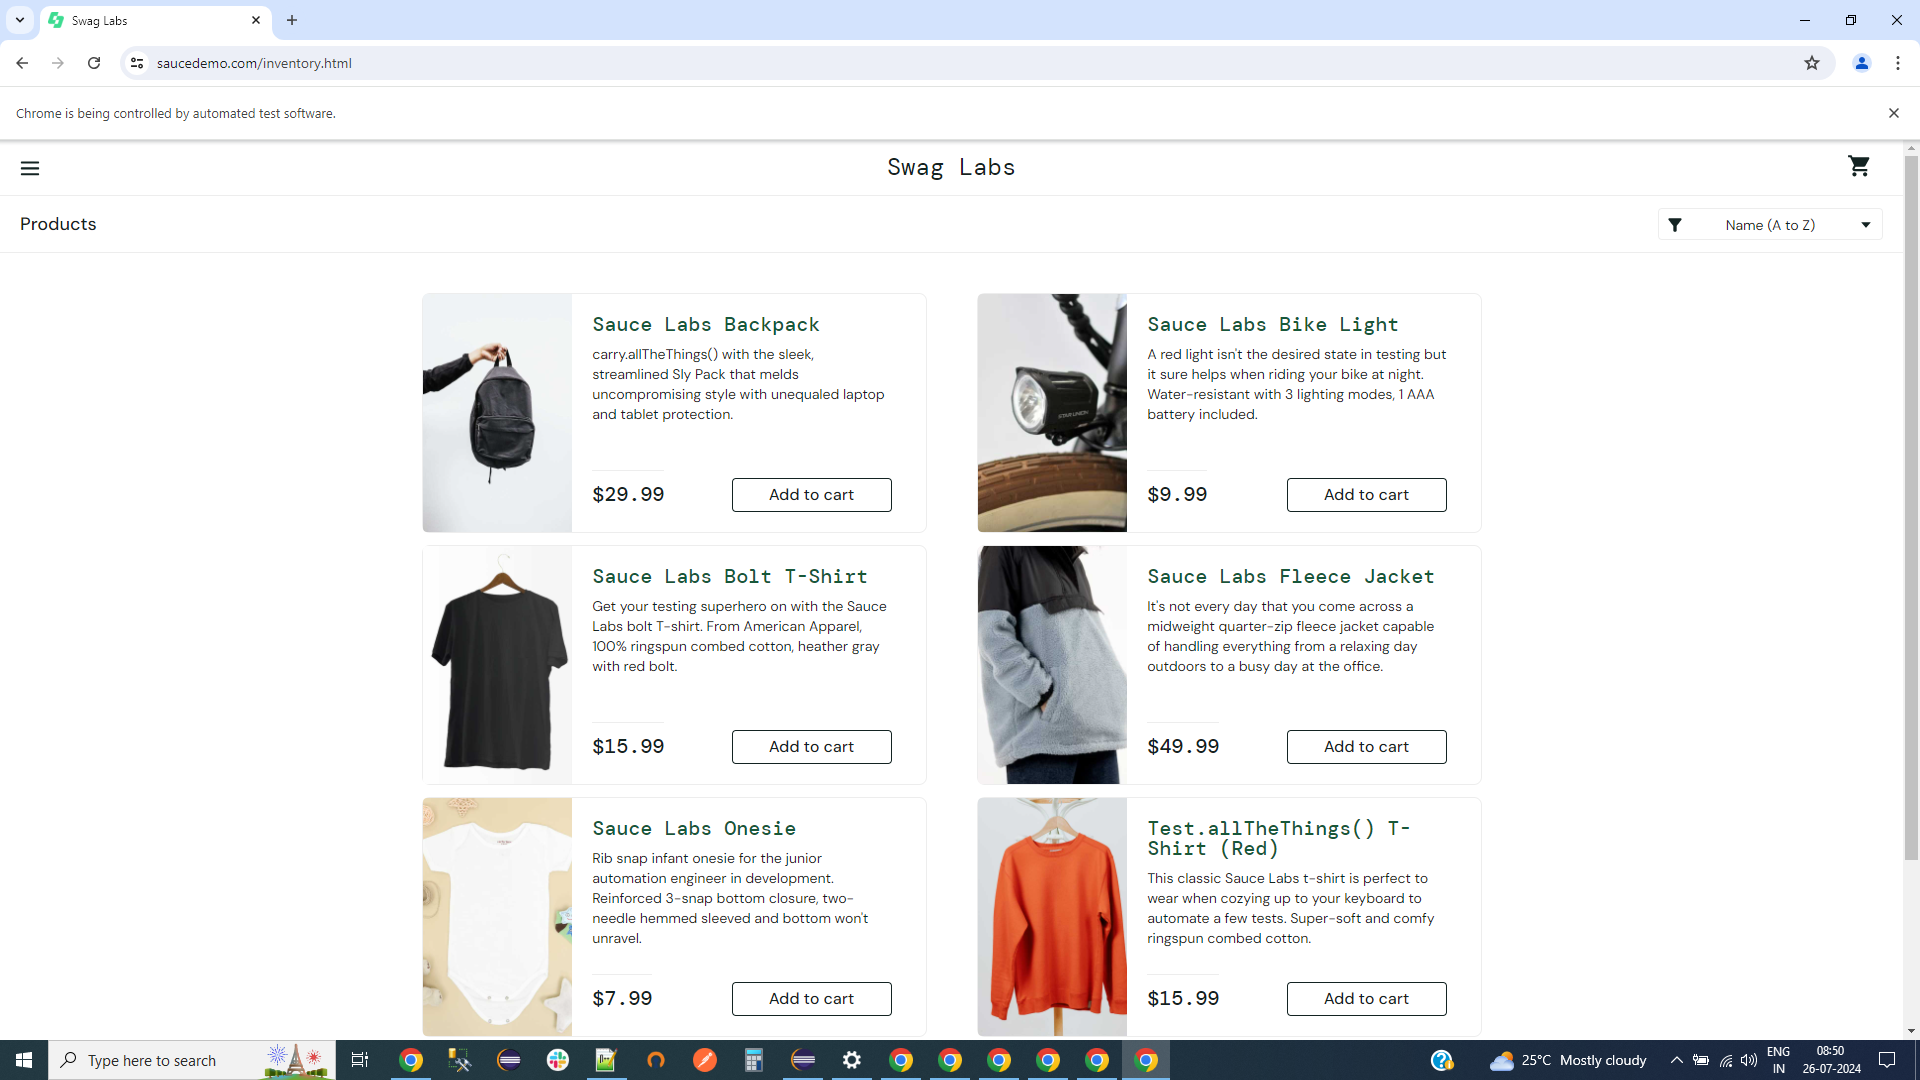 Swag Labs
saucedemo.com/inventory.html
Chrome is being controlled by automated test software.
Swag Labs
Products
Name (A to Z)
Sauce Labs Backpack
carry.allTheThings() with the sleek,
streamlined Sly Pack that melds
uncompromising style with unequaled laptop
and tablet protection.
$29.99
Add to cart
Sauce Labs Bike Light
A red light isn't the desired state in testing but
it sure helps when riding your bike at night.
Water-resistant with 3 lighting modes, 1 AAA
battery included.
$9.99
Add to cart
STAR UNION
Sauce Labs Bolt T-Shirt
Get your testing superhero on with the Sauce
Labs bolt T-shirt. From American Apparel,
100% ringspun combed cotton, heather gray
with red bolt.
$15.99
Add to cart
Sauce Labs Fleece Jacket
It's not every day that you come across a
midweight quarter-zip fleece jacket capable
of handling everything from a relaxing day
outdoors to a busy day at the office.
$49.99
Add to cart
Sauce Labs Onesie
Rib snap infant onesie for the junior
automation engineer in development.
Reinforced 3-snap bottom closure, two-
needle hemmed sleeved and bottom won't
unravel.
$7.99
Add to cart
Test.allTheThings() T-
Shirt (Red)
This classic Sauce Labs t-shirt is perfect to
wear when cozying up to your keyboard to
automate a few tests. Super-soft and comfy
ringspun combed cotton.
$15.99
Add to cart
Type here to search
25°C Mostly cloudy
ENG
IN
08:50
26-07-2024